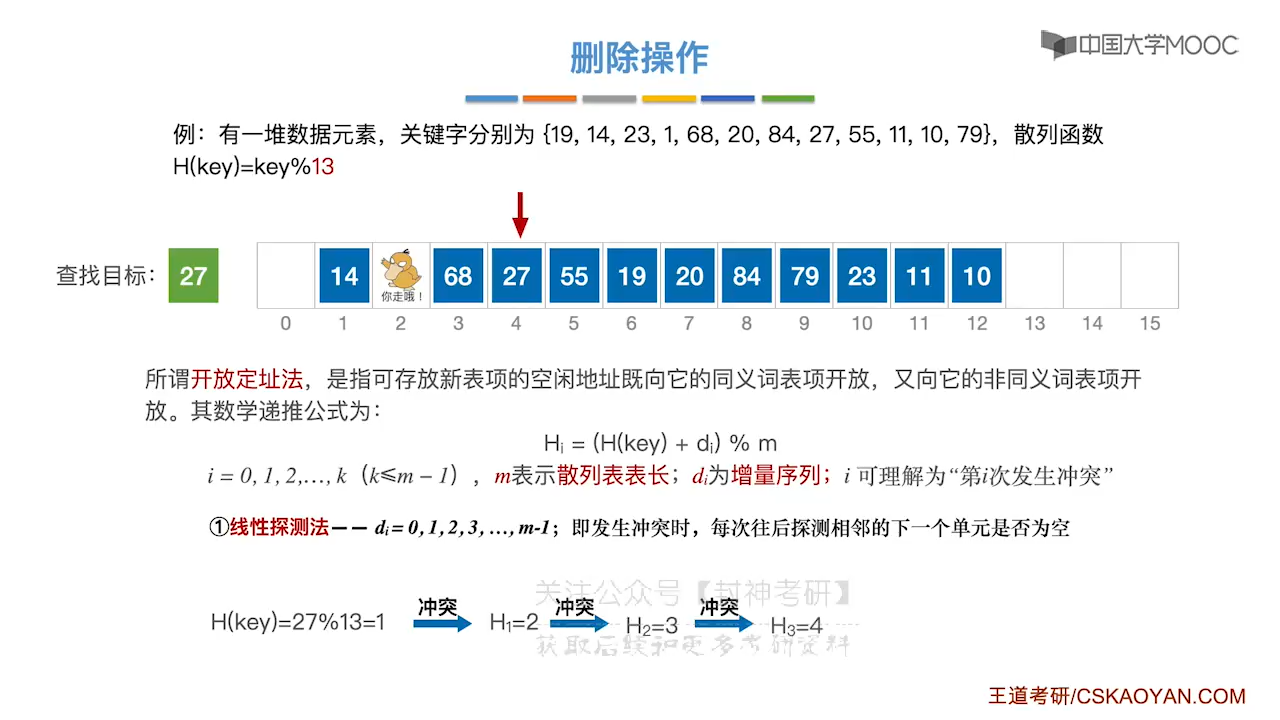 中国大学MOOC
删除操作
例：有一堆数据元素，关键字分别为 {19, 14, 23, 1, 68, 20, 84, 27, 55, 11, 10, 79}，散列函数
H(key)=key%13
查找目标： 27
14 你走哦！ 68 27 55 19 20 84 79 23 11 10
0 1 2 3 4 5 6 7 8 9 10 11 12 13 14 15
所谓开放定址法，是指可存放新表项的空闲地址既向它的同义词表项开放，又向它的非同义词表项开
放。其数学递推公式为：
Hᵢ = (H(key) + dᵢ) % m
i = 0, 1, 2,…, k（k≤m − 1），m表示散列表表长；dᵢ为增量序列；i 可理解为“第i次发生冲突”
①线性探测法—— dᵢ = 0, 1, 2, 3, …, m-1；即发生冲突时，每次往后探测相邻的下一个单元是否为空
关注公众号【封神考研】
冲突 冲突 冲突
H(key)=27%13=1 H₁=2 H₂=3 H₃=4
获取后续和更多考研资料
王道考研/CSKAOYAN.COM